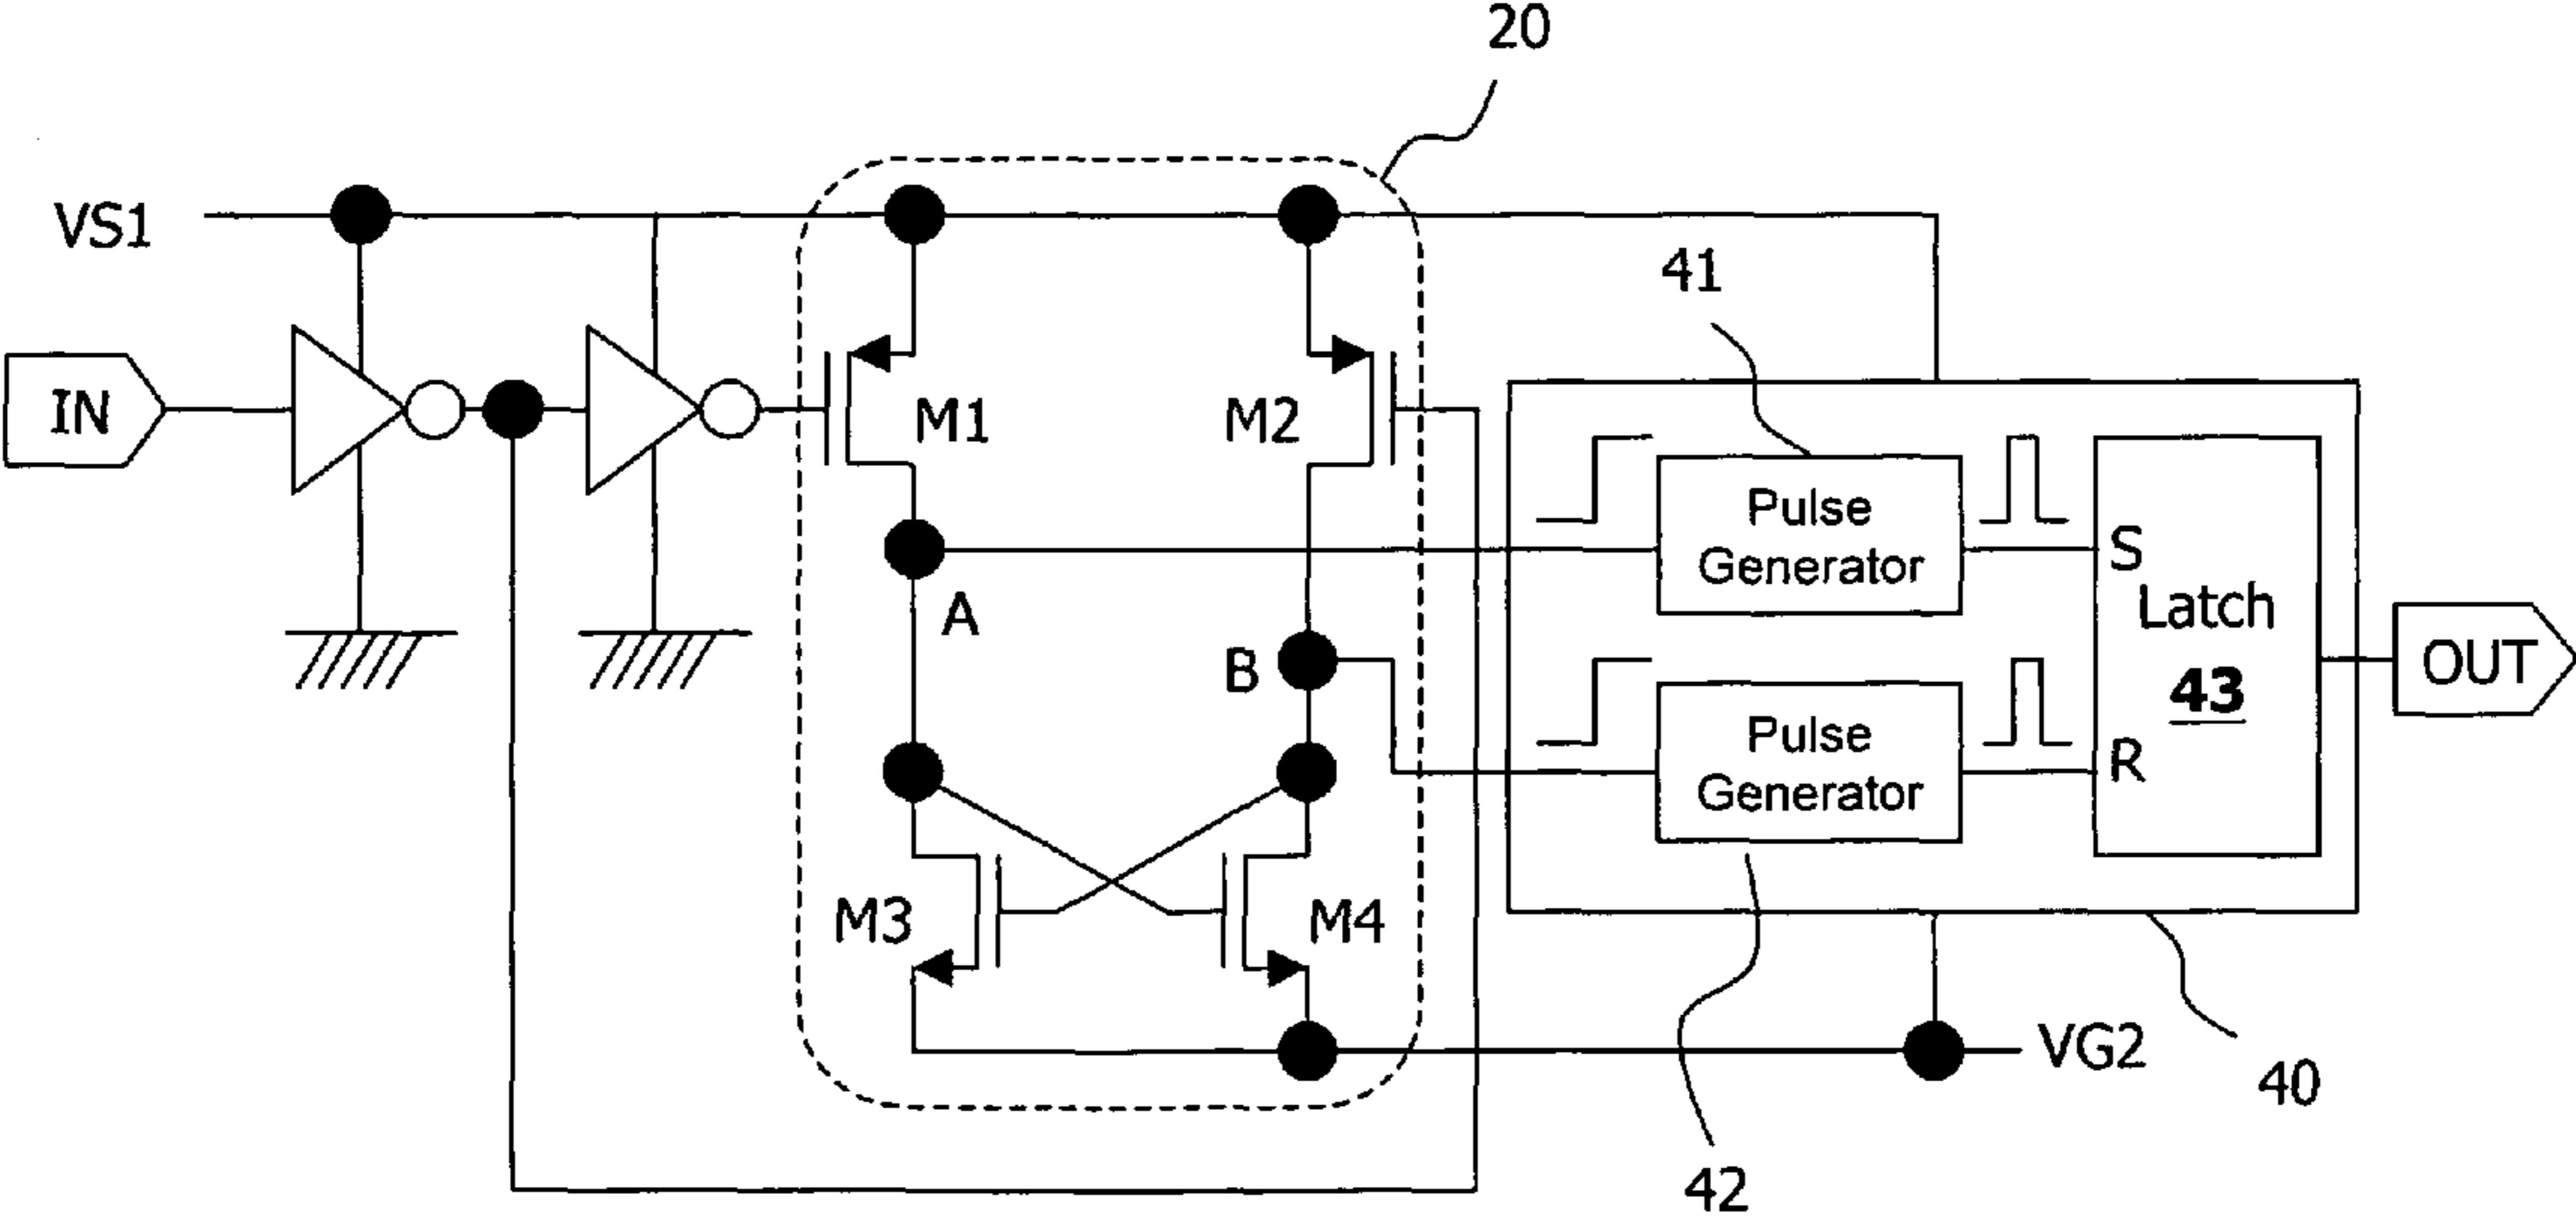 20
VS1
41
IN
M1
M2
Pulse
Generator
S
A
Latch
B
43
OUT
Pulse
Generator
R
M3
M4
VG2
40
42